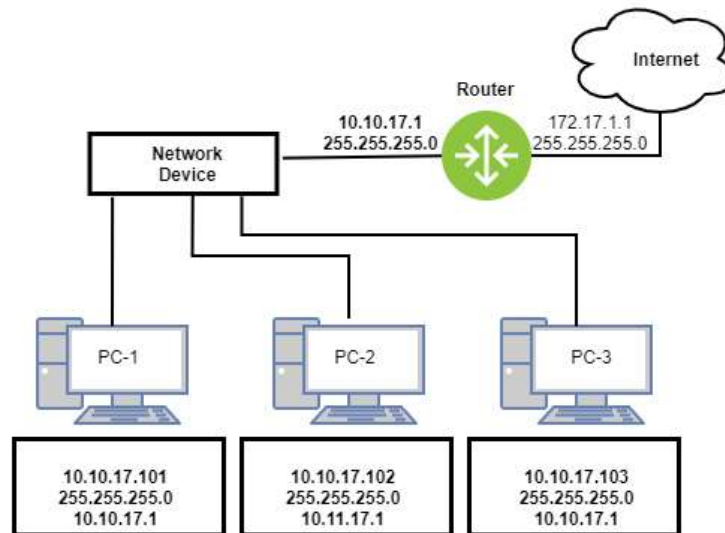 Internet
Router
10.10.17.1
255.255.255.0
172.17.1.1
255.255.255.0
Network
Device
PC-1
PC-2
PC-3
10.10.17.101
255.255.255.0
10.10.17.1
10.10.17.102
255.255.255.0
10.11.17.1
10.10.17.103
255.255.255.0
10.10.17.1